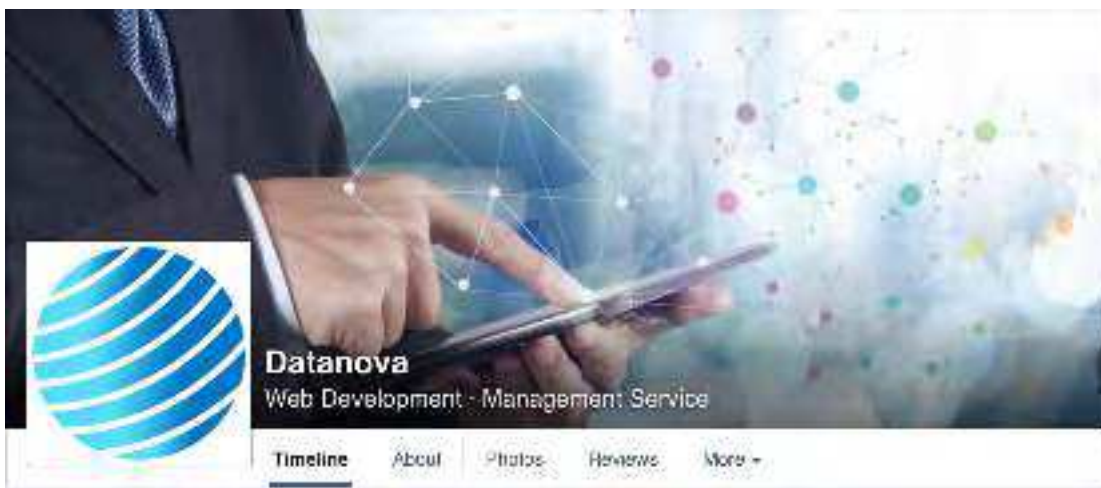 Datanova
Web Development · Management Service
Timeline About Photos Reviews More